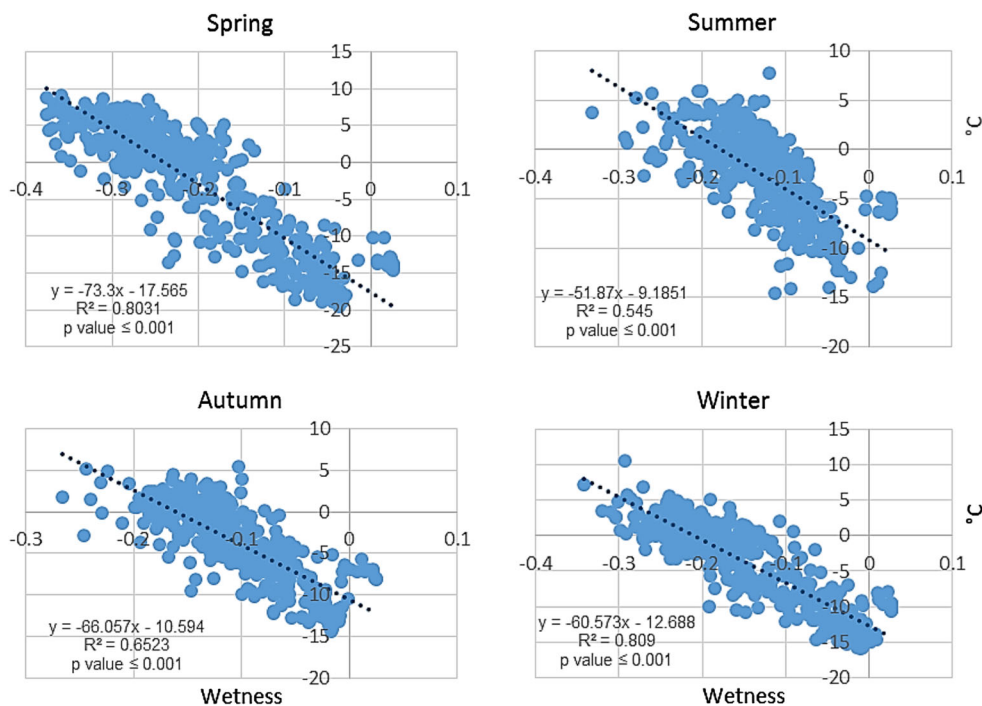 Spring
15
10
5
0
-0.4 -0.3 -0.2 -0.1 0 0.1
-5
-10
-15
-20
-25
y = -73.3x - 17.565
R² = 0.8031
p value ≤ 0.001
Summer
10
5
0
-0.4 -0.3 -0.2 -0.1 0 0.1
-5
-10
-15
-20
°C
y = -51.87x - 9.1851
R² = 0.545
p value ≤ 0.001
Autumn
10
5
0
-0.3 -0.2 -0.1 0 0.1
-5
-10
-15
-20
y = -66.057x - 10.594
R² = 0.6523
p value ≤ 0.001
Wetness
Winter
15
10
5
0
-0.4 -0.3 -0.2 -0.1 0 0.1
-5
-10
-15
-20
°C
y = -60.573x - 12.688
R² = 0.809
p value ≤ 0.001
Wetness